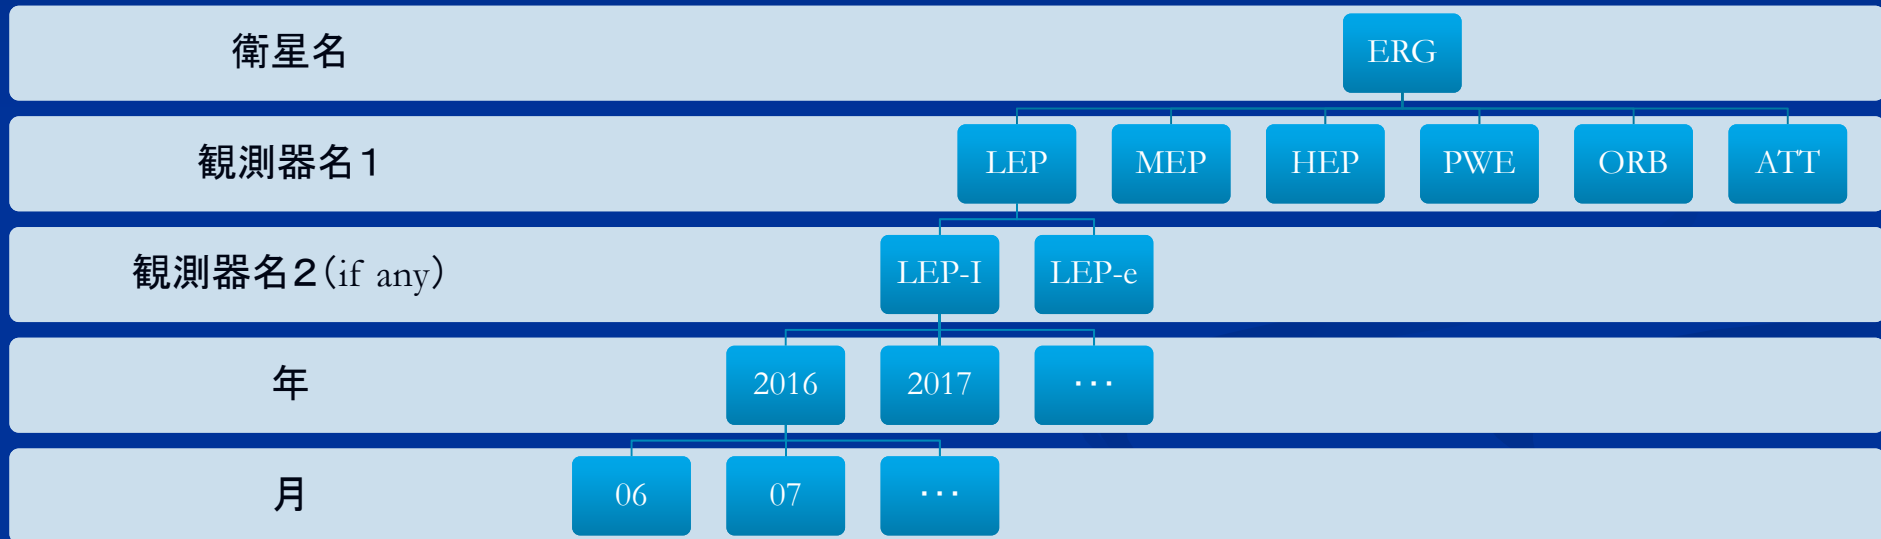 衛星名
ERG
観測器名1
LEP
MEP
HEP
PWE
ORB
ATT
観測器名2(if any)
LEP-I
LEP-e
年
2016
2017
･･･
月
06
07
･･･